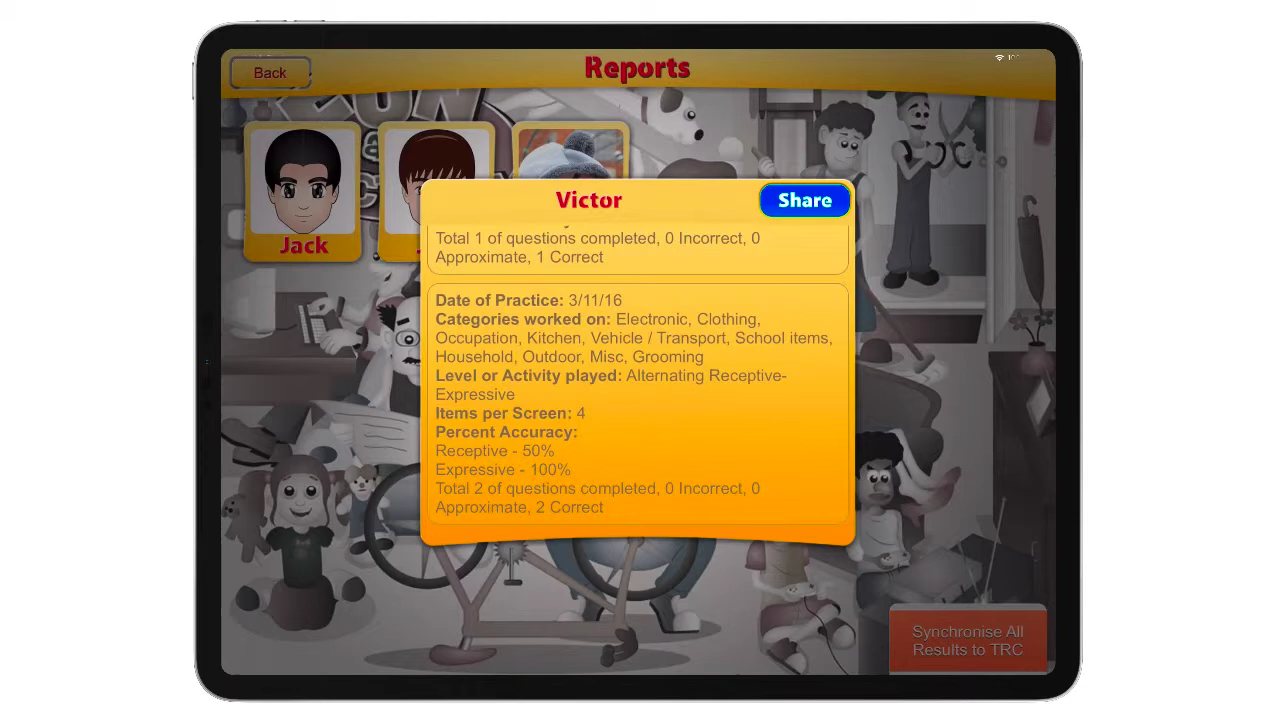 Back
Reports
Jack
Victor
Share
Total 1 of questions completed, 0 Incorrect, 0
Approximate, 1 Correct
Date of Practice: 3/11/16
Categories worked on: Electronic, Clothing,
Occupation, Kitchen, Vehicle / Transport, School items,
Household, Outdoor, Misc, Grooming
Level or Activity played: Alternating Receptive-
Expressive
Items per Screen: 4
Percent Accuracy:
Receptive - 50%
Expressive - 100%
Total 2 of questions completed, 0 Incorrect, 0
Approximate, 2 Correct
Synchronise All
Results to TRC